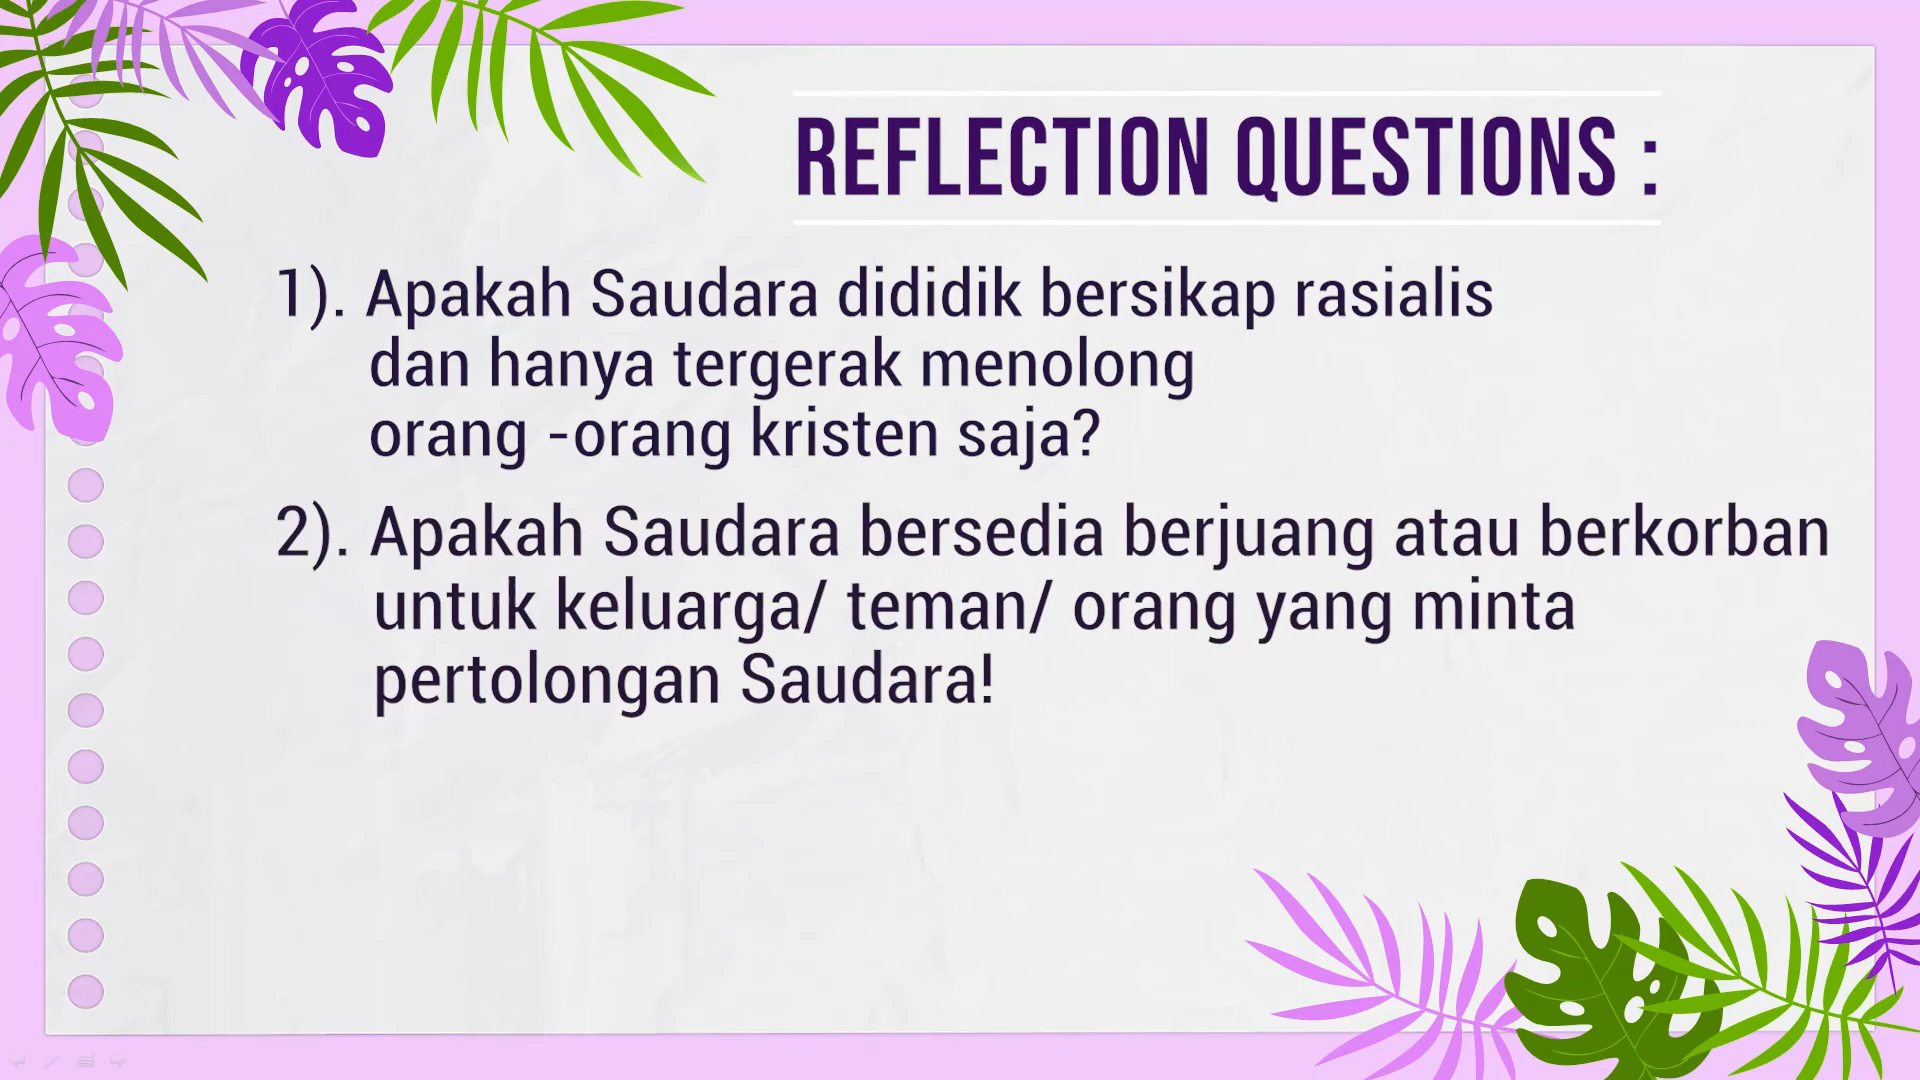 REFLECTION QUESTIONS :
1). Apakah Saudara dididik bersikap rasialis
dan hanya tergerak menolong
orang -orang kristen saja?
2). Apakah Saudara bersedia berjuang atau berkorban
untuk keluarga/ teman/ orang yang minta
pertolongan Saudara!